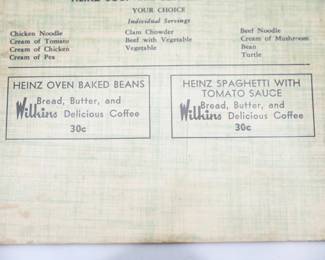 YOUR CHOICE
Individual Servings
Chicken Noodle
Cream of Tomato
Cream of Chicken
Cream of Pea
Clam Chowder
Beef with Vegetable
Vegetable
Beef Noodle
Cream of Mushroom
Bean
Turtle
HEINZ OVEN BAKED BEANS
Bread, Butter, and
Wilkins Delicious Coffee
30c
HEINZ SPAGHETTI WITH
TOMATO SAUCE
Bread, Butter, and
Wilkins Delicious Coffee
30c